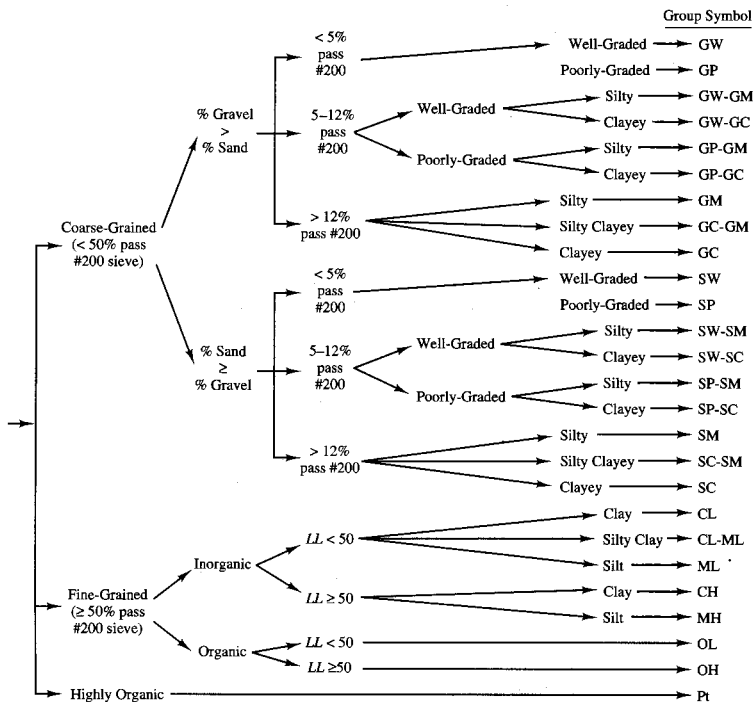 Group Symbol
< 5%
pass
#200
Well-Graded GW
Poorly-Graded GP
% Gravel
>
% Sand
5–12%
pass
#200
Well-Graded
Silty GW-GM
Clayey GW-GC
Poorly-Graded
Silty GP-GM
Clayey GP-GC
> 12%
pass #200
Silty GM
Silty Clayey GC-GM
Clayey GC
Coarse-Grained
(< 50% pass
#200 sieve)
< 5%
pass
#200
Well-Graded SW
Poorly-Graded SP
% Sand
≥
% Gravel
5–12%
pass
#200
Well-Graded
Silty SW-SM
Clayey SW-SC
Poorly-Graded
Silty SP-SM
Clayey SP-SC
> 12%
pass #200
Silty SM
Silty Clayey SC-SM
Clayey SC
Fine-Grained
(≥ 50% pass
#200 sieve)
Inorganic
LL < 50
Clay CL
Silty Clay CL-ML
Silt ML
LL ≥ 50
Clay CH
Silt MH
Organic
LL < 50 OL
LL ≥50 OH
Highly Organic Pt